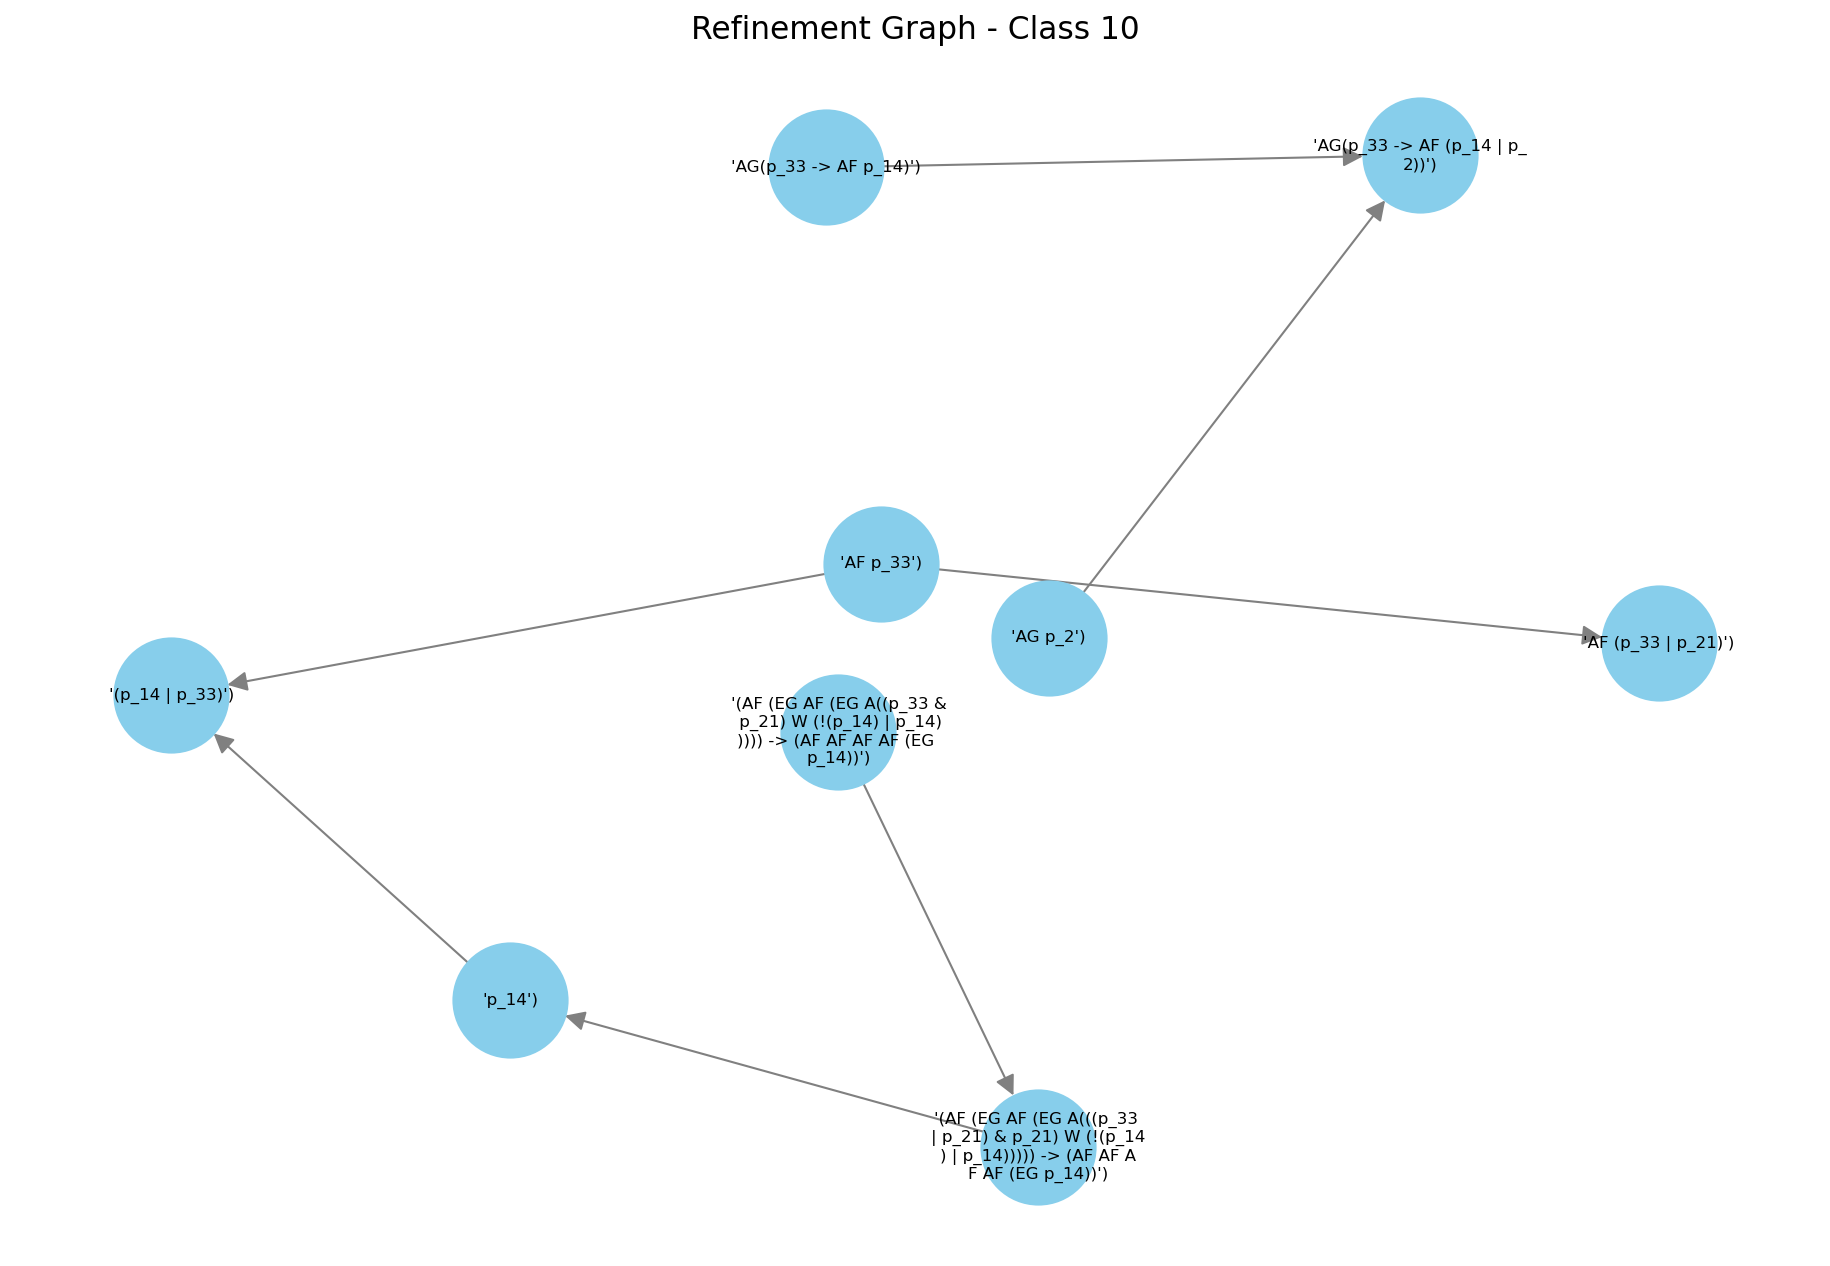 Refinement Graph - Class 10
'AG(p_33 -> AF p_14)')
'AG(p_33 -> AF (p_14 | p_
2))')
'AF p_33')
'AG p_2')
'AF (p_33 | p_21)')
'(p_14 | p_33)')
'(AF (EG AF (EG A((p_33 &
p_21) W (!(p_14) | p_14)
)))) -> (AF AF AF AF (EG
p_14))')
'p_14')
'(AF (EG AF (EG A(((p_33
| p_21) & p_21) W (!(p_14
) | p_14))))) -> (AF AF A
F AF (EG p_14))')